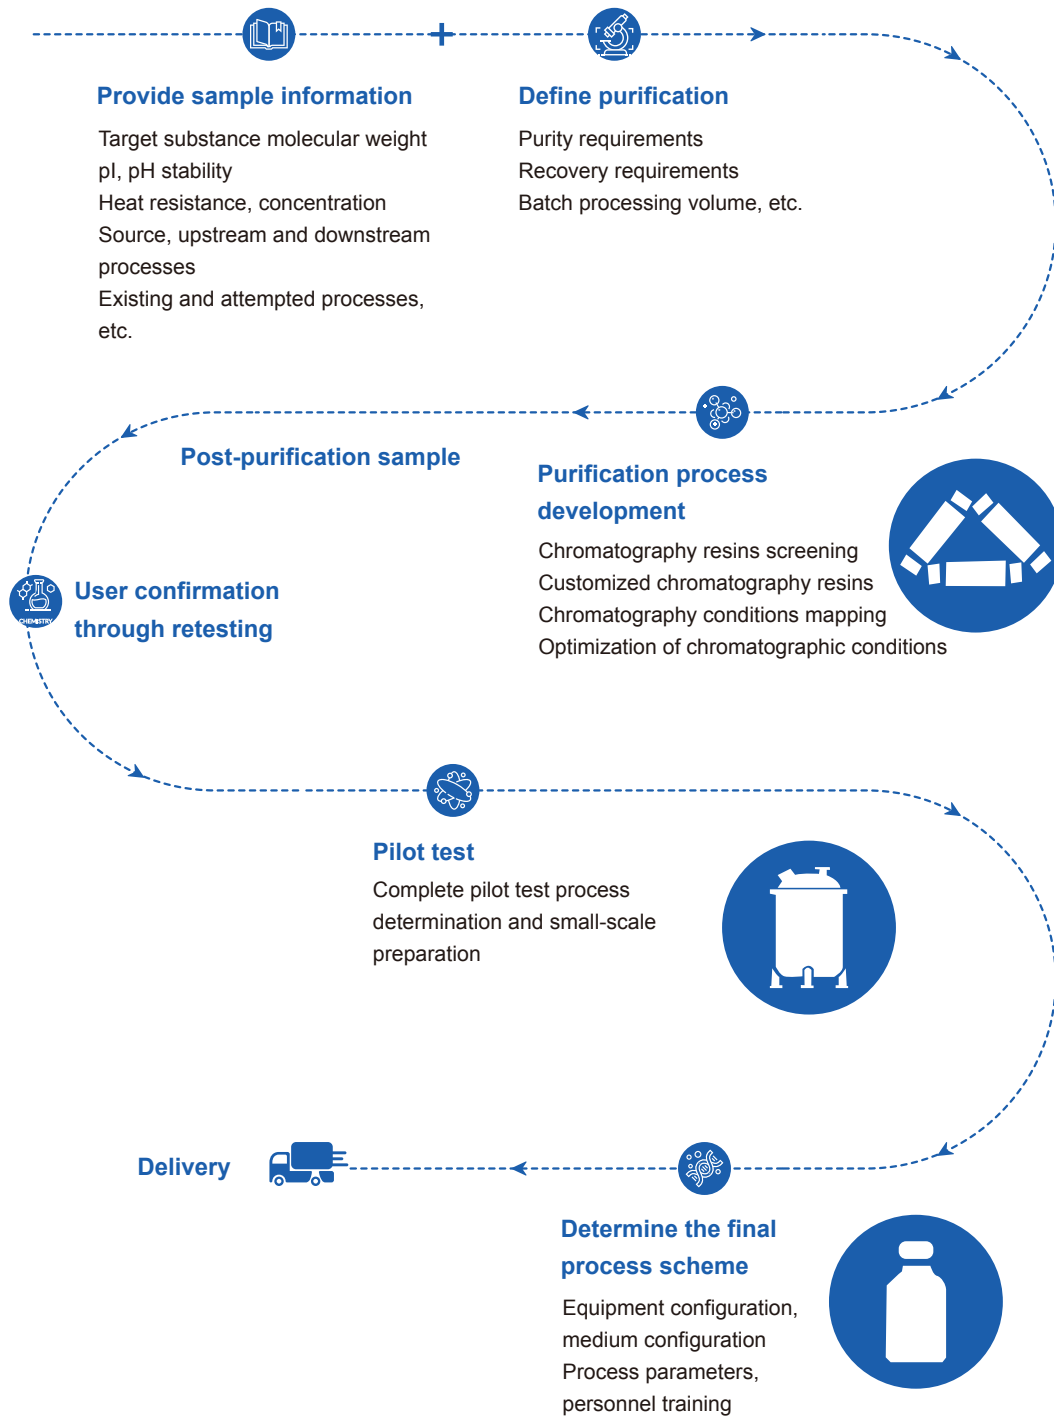 Provide sample information
Target substance molecular weight
pI, pH stability
Heat resistance, concentration
Source, upstream and downstream
processes
Existing and attempted processes,
etc.
Define purification
Purity requirements
Recovery requirements
Batch processing volume, etc.
Purification process
development
Chromatography resins screening
Customized chromatography resins
Chromatography conditions mapping
Optimization of chromatographic conditions
Post-purification sample
CHEMISTRY
User confirmation
through retesting
Pilot test
Complete pilot test process
determination and small-scale
preparation
Determine the final
process scheme
Equipment configuration,
medium configuration
Process parameters,
personnel training
Delivery